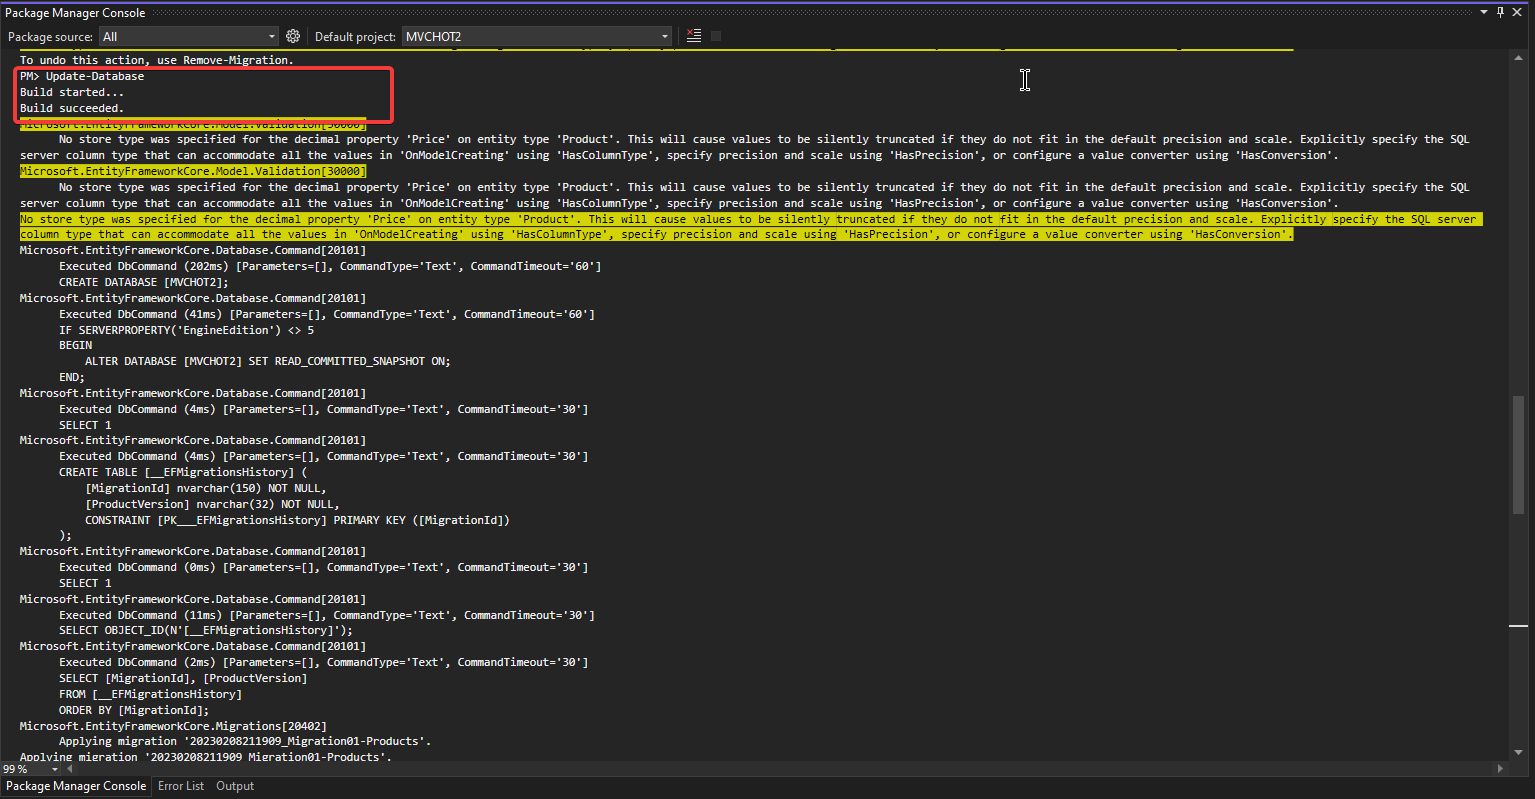 Package Manager Console
Package source: All
Default project: MVCHOT2
To undo this action, use Remove-Migration.
PM> Update-Database
Build started...
Build succeeded.
Microsoft.EntityFrameworkCore.Model.Validation[30000]
No store type was specified for the decimal property 'Price' on entity type 'Product'. This will cause values to be silently truncated if they do not fit in the default precision and scale. Explicitly specify the SQL
server column type that can accommodate all the values in 'OnModelCreating' using 'HasColumnType', specify precision and scale using 'HasPrecision', or configure a value converter using 'HasConversion'.
Microsoft.EntityFrameworkCore.Model.Validation[30000]
No store type was specified for the decimal property 'Price' on entity type 'Product'. This will cause values to be silently truncated if they do not fit in the default precision and scale. Explicitly specify the SQL
server column type that can accommodate all the values in 'OnModelCreating' using 'HasColumnType', specify precision and scale using 'HasPrecision', or configure a value converter using 'HasConversion'.
No store type was specified for the decimal property 'Price' on entity type 'Product'. This will cause values to be silently truncated if they do not fit in the default precision and scale. Explicitly specify the SQL server
column type that can accommodate all the values in 'OnModelCreating' using 'HasColumnType', specify precision and scale using 'HasPrecision', or configure a value converter using 'HasConversion'.
Microsoft.EntityFrameworkCore.Database.Command[20101]
Executed DbCommand (202ms) [Parameters=[], CommandType='Text', CommandTimeout='60']
CREATE DATABASE [MVCHOT2];
Microsoft.EntityFrameworkCore.Database.Command[20101]
Executed DbCommand (41ms) [Parameters=[], CommandType='Text', CommandTimeout='60']
IF SERVERPROPERTY('EngineEdition') <> 5
BEGIN
ALTER DATABASE [MVCHOT2] SET READ_COMMITTED_SNAPSHOT ON;
END;
Microsoft.EntityFrameworkCore.Database.Command[20101]
Executed DbCommand (4ms) [Parameters=[], CommandType='Text', CommandTimeout='30']
SELECT 1
Microsoft.EntityFrameworkCore.Database.Command[20101]
Executed DbCommand (4ms) [Parameters=[], CommandType='Text', CommandTimeout='30']
CREATE TABLE [__EFMigrationsHistory] (
[MigrationId] nvarchar(150) NOT NULL,
[ProductVersion] nvarchar(32) NOT NULL,
CONSTRAINT [PK___EFMigrationsHistory] PRIMARY KEY ([MigrationId])
);
Microsoft.EntityFrameworkCore.Database.Command[20101]
Executed DbCommand (0ms) [Parameters=[], CommandType='Text', CommandTimeout='30']
SELECT 1
Microsoft.EntityFrameworkCore.Database.Command[20101]
Executed DbCommand (11ms) [Parameters=[], CommandType='Text', CommandTimeout='30']
SELECT OBJECT_ID(N'[__EFMigrationsHistory]');
Microsoft.EntityFrameworkCore.Database.Command[20101]
Executed DbCommand (2ms) [Parameters=[], CommandType='Text', CommandTimeout='30']
SELECT [MigrationId], [ProductVersion]
FROM [__EFMigrationsHistory]
ORDER BY [MigrationId];
Microsoft.EntityFrameworkCore.Migrations[20402]
Applying migration '20230208211909_Migration01-Products'.
Applying migration '20230208211909_Migration01-Products'.
99 %
Package Manager Console Error List Output